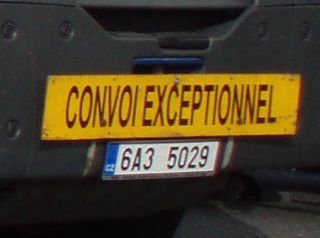 CONVOI EXCEPTIONNEL
CZ 6A3 5029